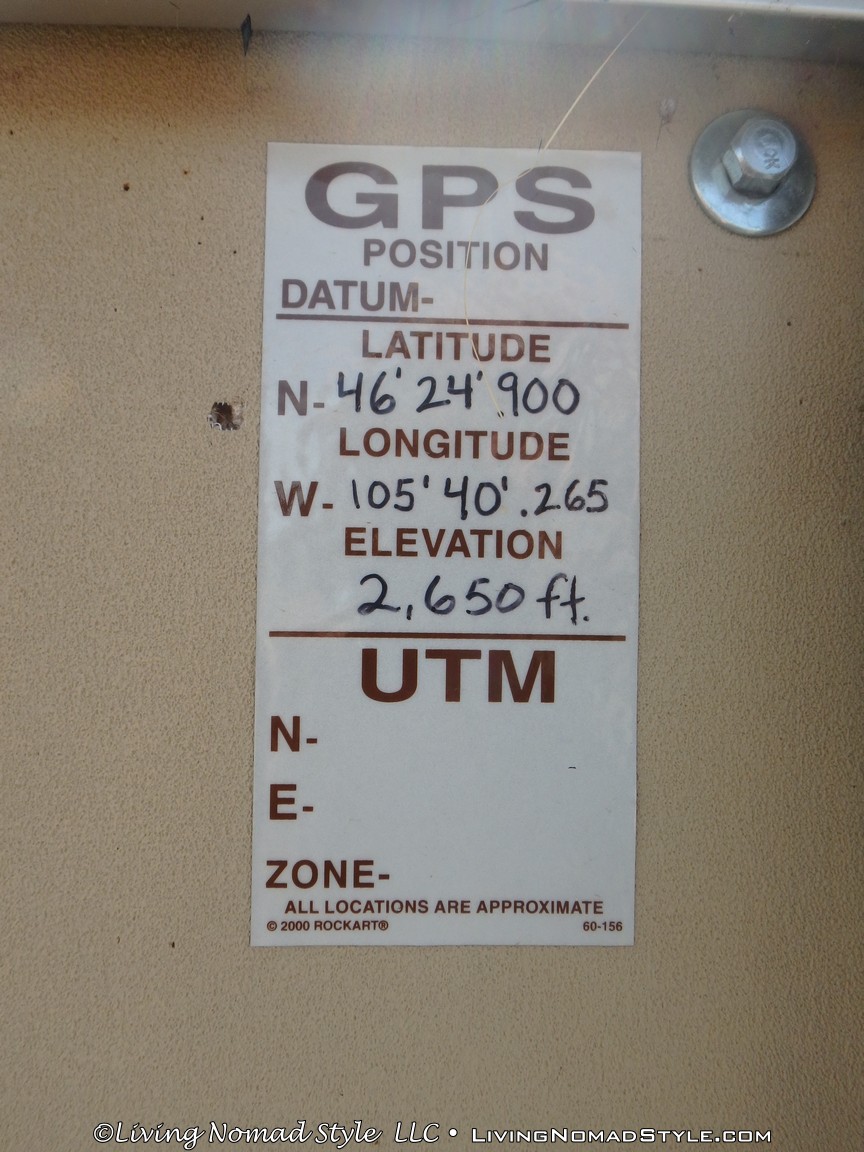 GPS
POSITION
DATUM-
LATITUDE
N- 46' 24' .900
LONGITUDE
W- 105' 40' .265
ELEVATION
2,650 ft.
UTM
N-
E-
ZONE-
ALL LOCATIONS ARE APPROXIMATE
© 2000 ROCKART® 60-156
©Living Nomad Style LLC • LivingNomadStyle.com